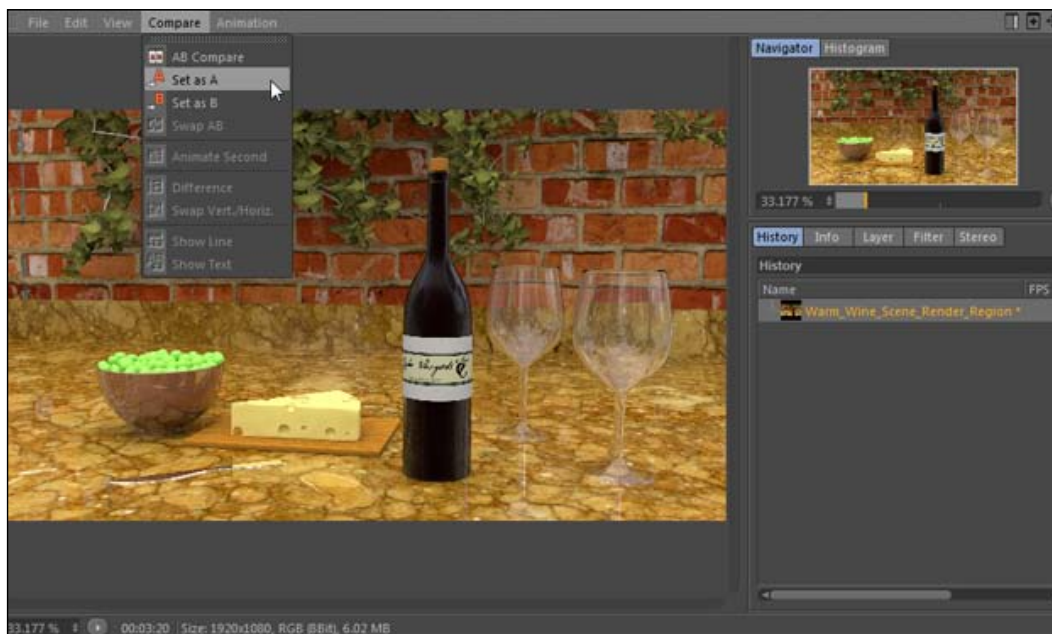 File Edit View Compare Animation
AB Compare
Set as A
Set as B
Swap AB
Animate Second
Difference
Swap Vert./Horiz.
Show Line
Show Text
Navigator Histogram
33.177 %
History Info Layer Filter Stereo
History
Name FPS
Warm_Wine_Scene_Render_Region *
Vineyards
33.177 % 00:03:20 Size: 1920x1080, RGB (8Bit), 6.02 MB